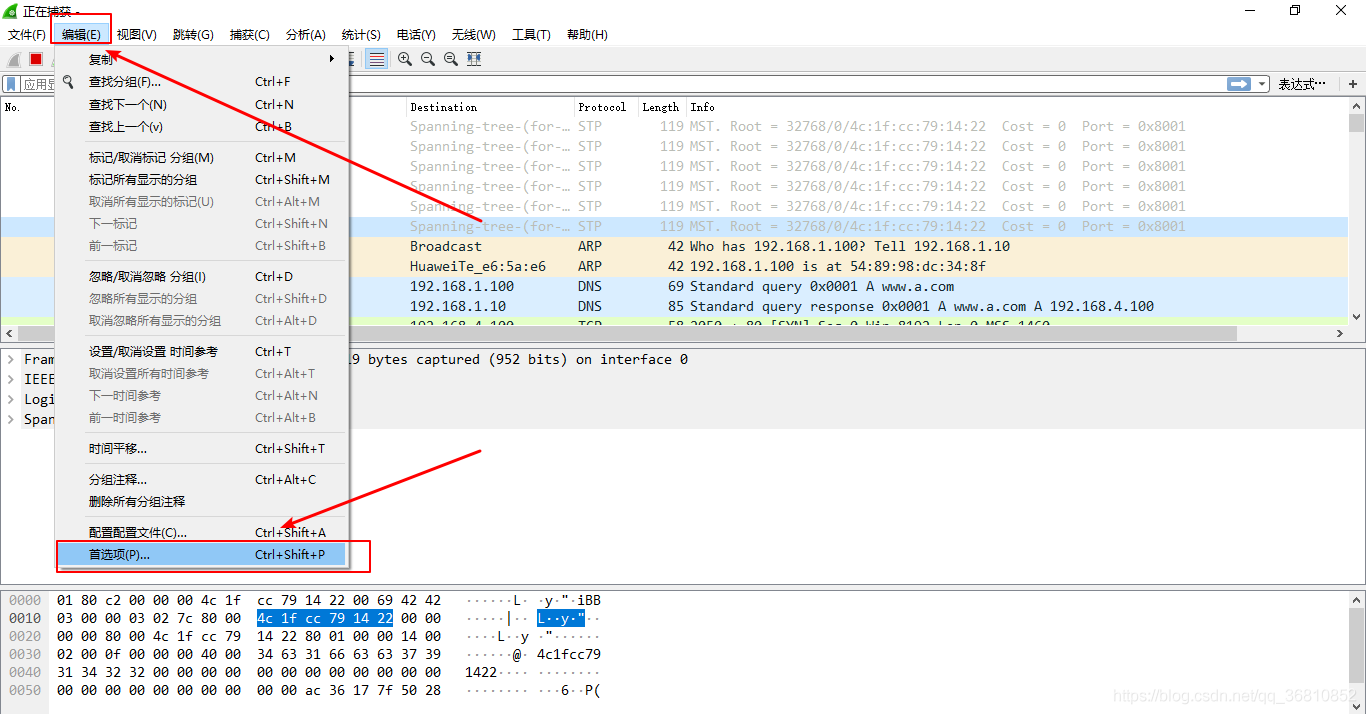 正在捕获 -
文件(F) 编辑(E) 视图(V) 跳转(G) 捕获(C) 分析(A) 统计(S) 电话(Y) 无线(W) 工具(T) 帮助(H)
复制
应用显 表达式… +
查找分组(F)... Ctrl+F
查找下一个(N) Ctrl+N
查找上一个(v) Ctrl+B
标记/取消标记 分组(M) Ctrl+M
标记所有显示的分组 Ctrl+Shift+M
取消所有显示的标记(U) Ctrl+Alt+M
下一标记 Ctrl+Shift+N
前一标记 Ctrl+Shift+B
忽略/取消忽略 分组(I) Ctrl+D
忽略所有显示的分组 Ctrl+Shift+D
取消忽略所有显示的分组 Ctrl+Alt+D
设置/取消设置 时间参考 Ctrl+T
取消设置所有时间参考 Ctrl+Alt+T
下一时间参考 Ctrl+Alt+N
前一时间参考 Ctrl+Alt+B
时间平移... Ctrl+Shift+T
分组注释... Ctrl+Alt+C
删除所有分组注释
配置配置文件(C)... Ctrl+Shift+A
首选项(P)... Ctrl+Shift+P
No. Destination Protocol Length Info
Spanning-tree-(for-… STP 119 MST. Root = 32768/0/4c:1f:cc:79:14:22 Cost = 0 Port = 0x8001
Spanning-tree-(for-… STP 119 MST. Root = 32768/0/4c:1f:cc:79:14:22 Cost = 0 Port = 0x8001
Spanning-tree-(for-… STP 119 MST. Root = 32768/0/4c:1f:cc:79:14:22 Cost = 0 Port = 0x8001
Spanning-tree-(for-… STP 119 MST. Root = 32768/0/4c:1f:cc:79:14:22 Cost = 0 Port = 0x8001
Spanning-tree-(for-… STP 119 MST. Root = 32768/0/4c:1f:cc:79:14:22 Cost = 0 Port = 0x8001
Spanning-tree-(for-… STP 119 MST. Root = 32768/0/4c:1f:cc:79:14:22 Cost = 0 Port = 0x8001
Broadcast ARP 42 Who has 192.168.1.100? Tell 192.168.1.10
HuaweiTe_e6:5a:e6 ARP 42 192.168.1.100 is at 54:89:98:dc:34:8f
192.168.1.100 DNS 69 Standard query 0x0001 A www.a.com
192.168.1.10 DNS 85 Standard query response 0x0001 A www.a.com A 192.168.4.100
192.168.4.100 TCP 58 2050 → 80 [SYN] Seq=0 Win=8192 Len=0 MSS=1460
Fram 19 bytes captured (952 bits) on interface 0
IEEE
Logi
Span
0000 01 80 c2 00 00 00 4c 1f cc 79 14 22 00 69 42 42 ······L· ·y·"·iBB
0010 03 00 00 03 02 7c 80 00 4c 1f cc 79 14 22 00 00 ·····|·· L··y·"··
0020 00 00 80 00 4c 1f cc 79 14 22 80 01 00 00 14 00 ····L··y ·"······
0030 02 00 0f 00 00 00 40 00 34 63 31 66 63 63 37 39 ······@· 4c1fcc79
0040 31 34 32 32 00 00 00 00 00 00 00 00 00 00 00 00 1422···· ········
0050 00 00 00 00 00 00 00 00 00 00 ac 36 17 7f 50 28 ········ ···6··P(
https://blog.csdn.net/qq_36810852